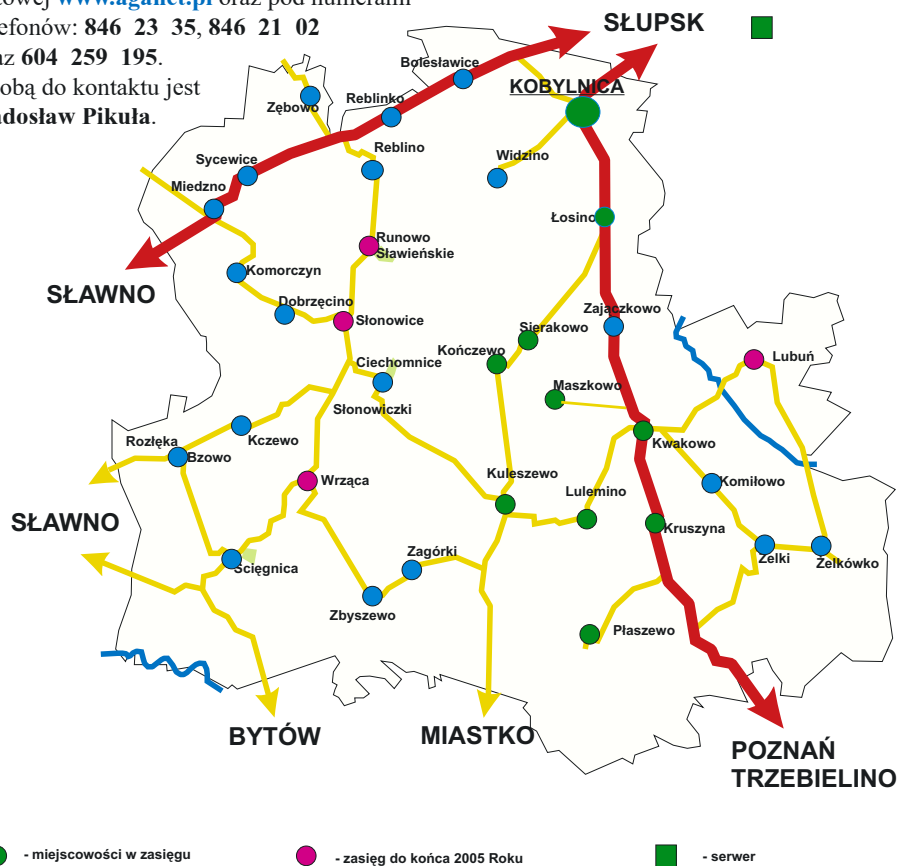 www.aganet.pl oraz pod numerami
efonów: 846 23 35, 846 21 02
az 604 259 195.
obą do kontaktu jest
dosław Pikuła.
SŁUPSK
KOBYLNICA
Bolesławice
Reblinko
Zębowo
Reblino
Widzino
Sycewice
Miedzno
Łosino
Runowo
Sławieńskie
Komorczyn
SŁAWNO
Dobrzęcino
Słonowice
Zajączkowo
Sierakowo
Kończewo
Lubuń
Ciechomnice
Maszkowo
Słonowiczki
Rozłęka
Kczewo
Kwakowo
Bzowo
Kuleszewo
Wrząca
Lulemino
Komiłowo
SŁAWNO
Kruszyna
Zagórki
Żelki
Żelkówko
Ścięgnica
Zbyszewo
Płaszewo
BYTÓW
MIASTKO
POZNAŃ
TRZEBIELINO
- miejscowości w zasięgu
- zasięg do końca 2005 Roku
- serwer